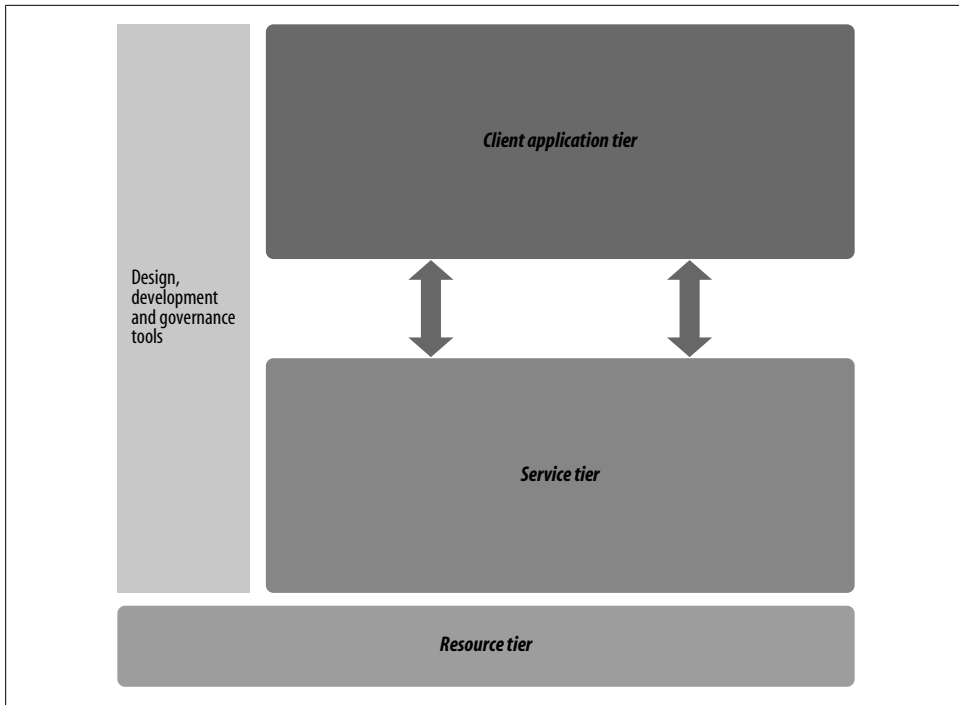 Client application tier
Design,
development
and governance
tools
Service tier
Resource tier